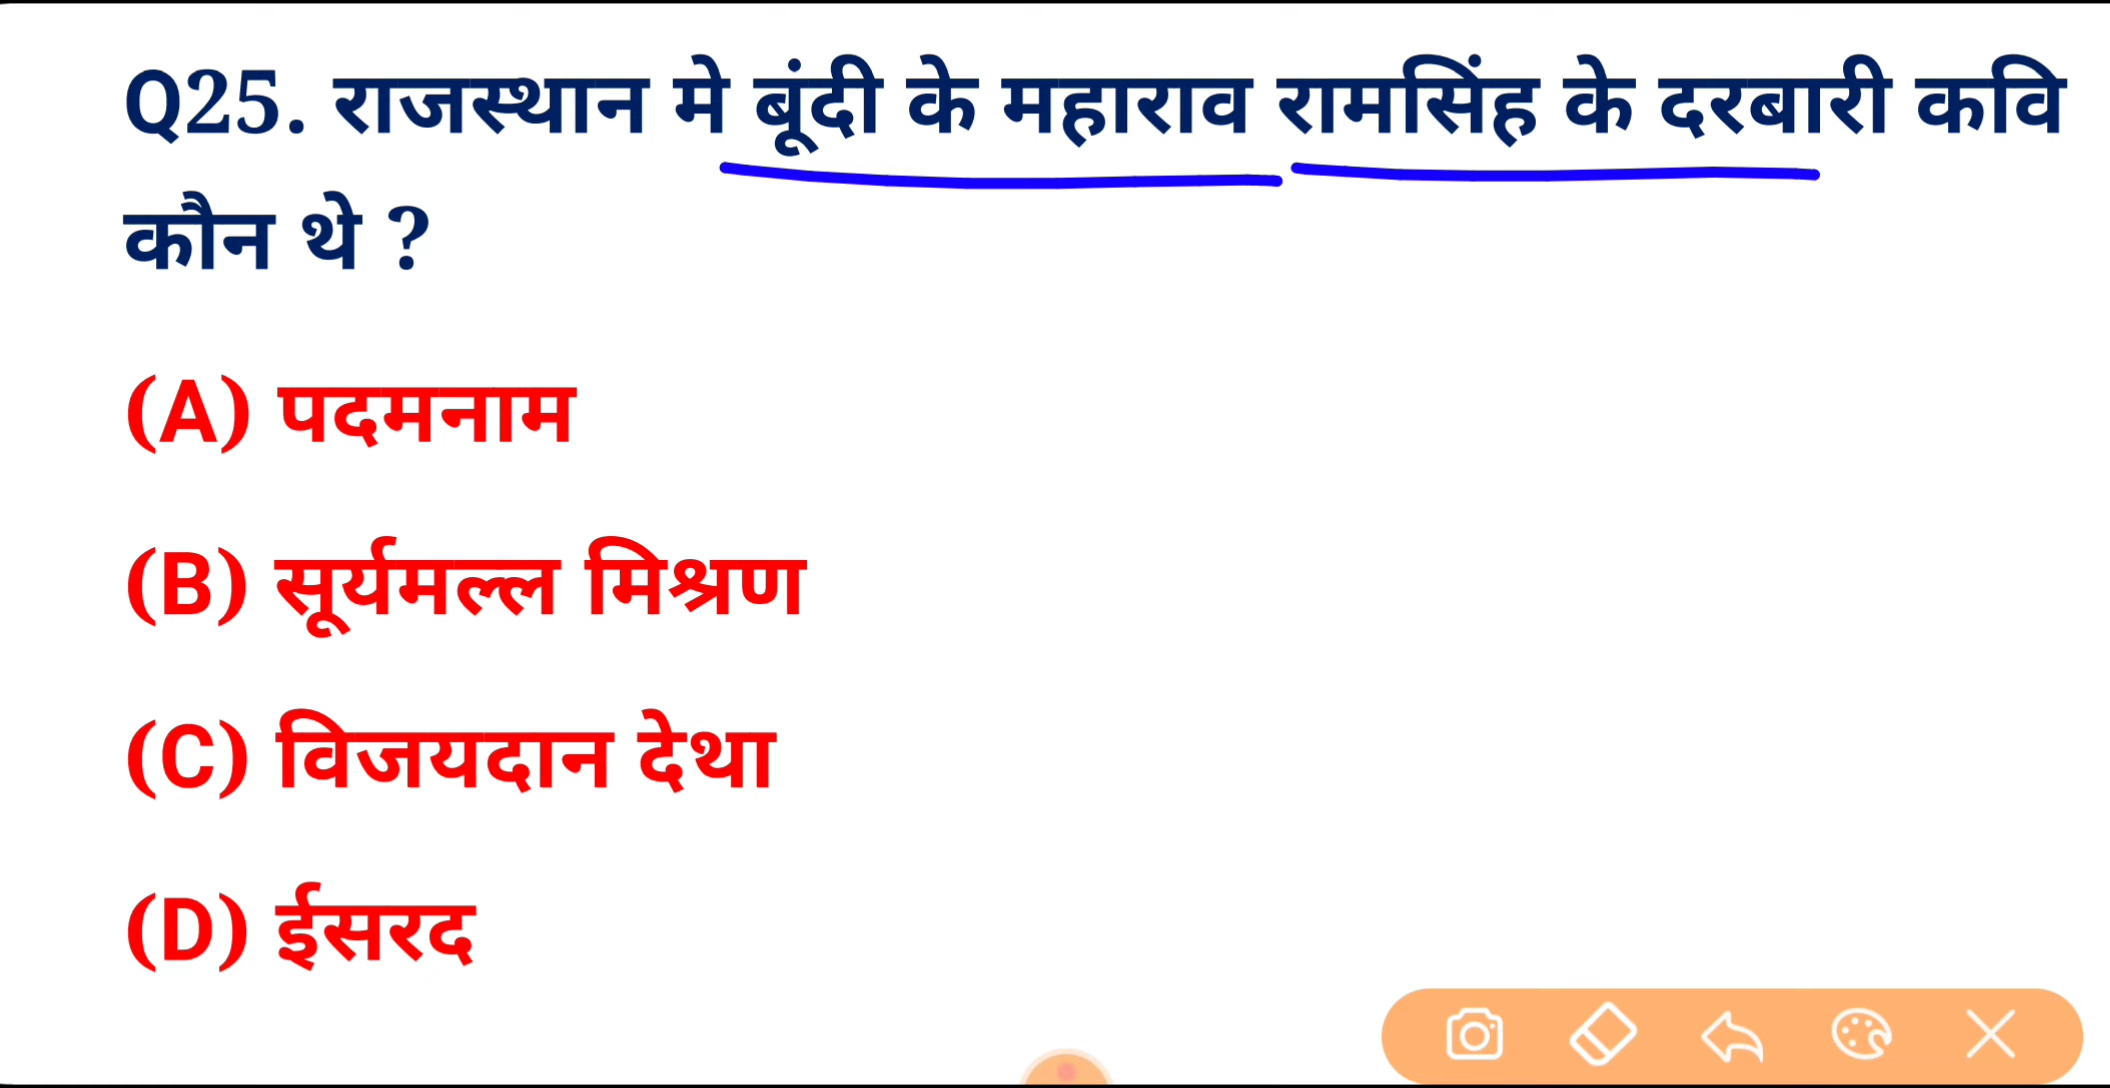 Q25. राजस्थान मे बूंदी के महाराव रामसिंह के दरबारी कवि
कौन थे ?
(A) पदमनाम
(B) सूर्यमल्ल मिश्रण
(C) विजयदान देथा
(D) ईसरद